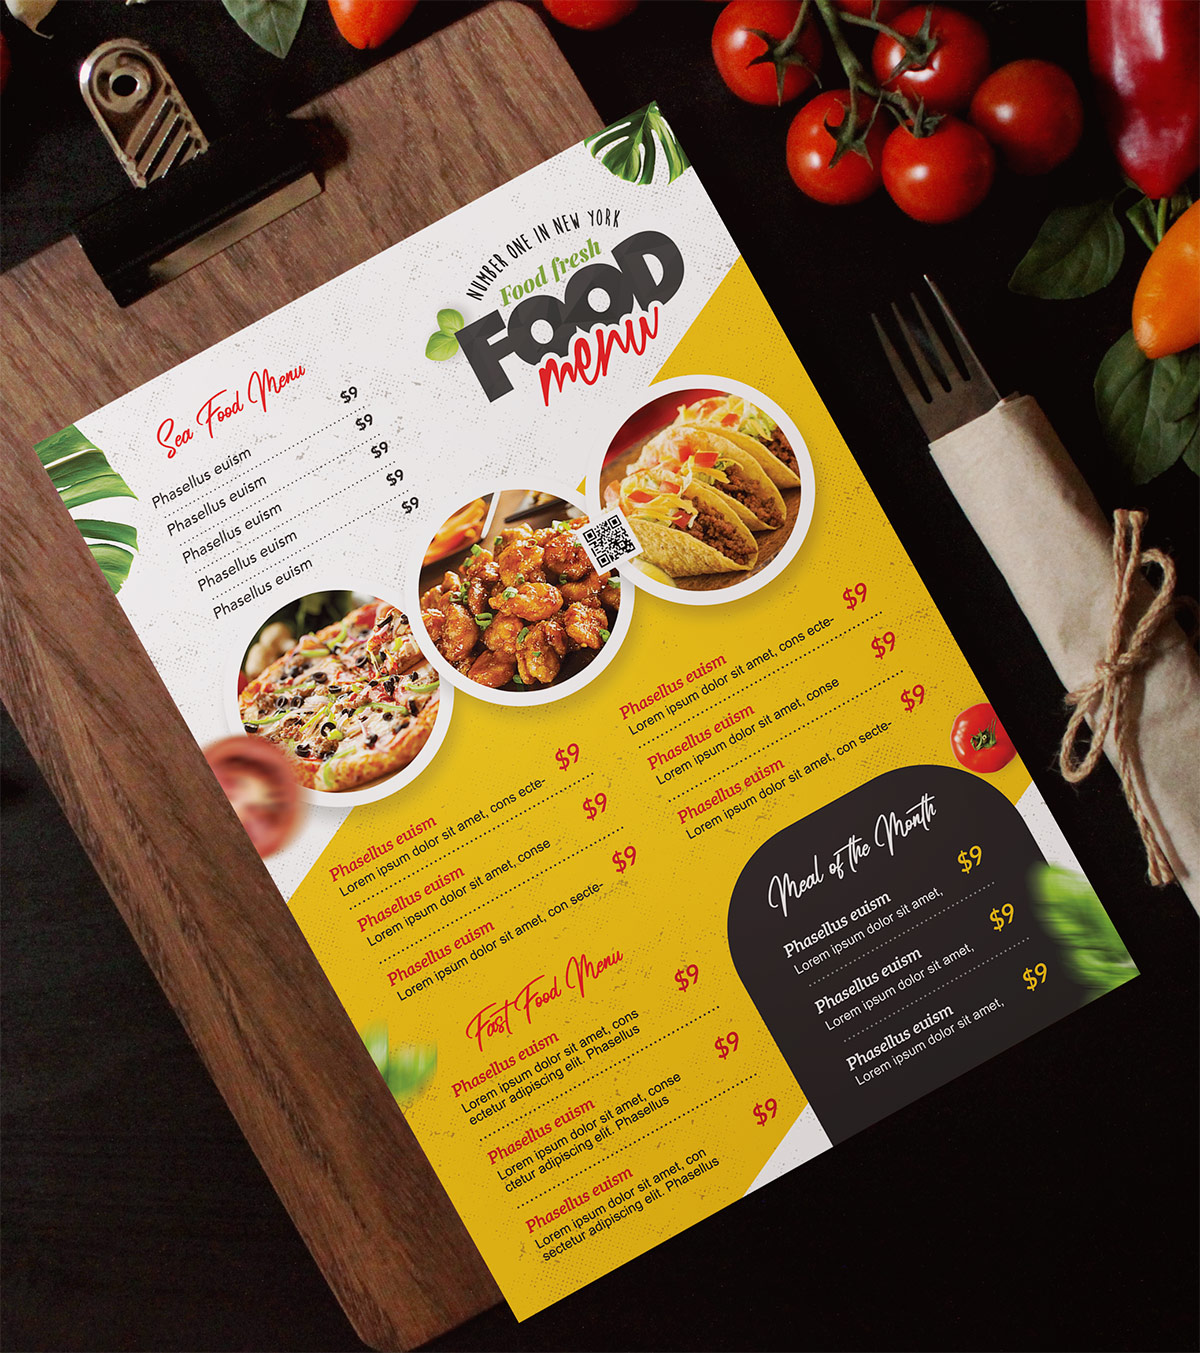 NUMBER ONE IN NEW YORK
Food fresh
FOOD
menu
Sea Food Menu
Phasellus euism $9
Phasellus euism $9
Phasellus euism $9
Phasellus euism $9
Phasellus euism $9
Phasellus euism $9
Lorem ipsum dolor sit amet, cons ecte-
Phasellus euism $9
Lorem ipsum dolor sit amet, conse
Phasellus euism $9
Lorem ipsum dolor sit amet, con secte-
Phasellus euism $9
Lorem ipsum dolor sit amet, cons ecte-
Phasellus euism $9
Lorem ipsum dolor sit amet, conse
Phasellus euism $9
Lorem ipsum dolor sit amet, con secte-
Fast Food Menu
Phasellus euism $9
Lorem ipsum dolor sit amet, cons
ectetur adipiscing elit. Phasellus
Phasellus euism $9
Lorem ipsum dolor sit amet, conse
ctetur adipiscing elit. Phasellus
Phasellus euism $9
Lorem ipsum dolor sit amet, con
sectetur adipiscing elit. Phasellus
Meal of the Month
Phasellus euism $9
Lorem ipsum dolor sit amet,
Phasellus euism $9
Lorem ipsum dolor sit amet,
Phasellus euism $9
Lorem ipsum dolor sit amet,